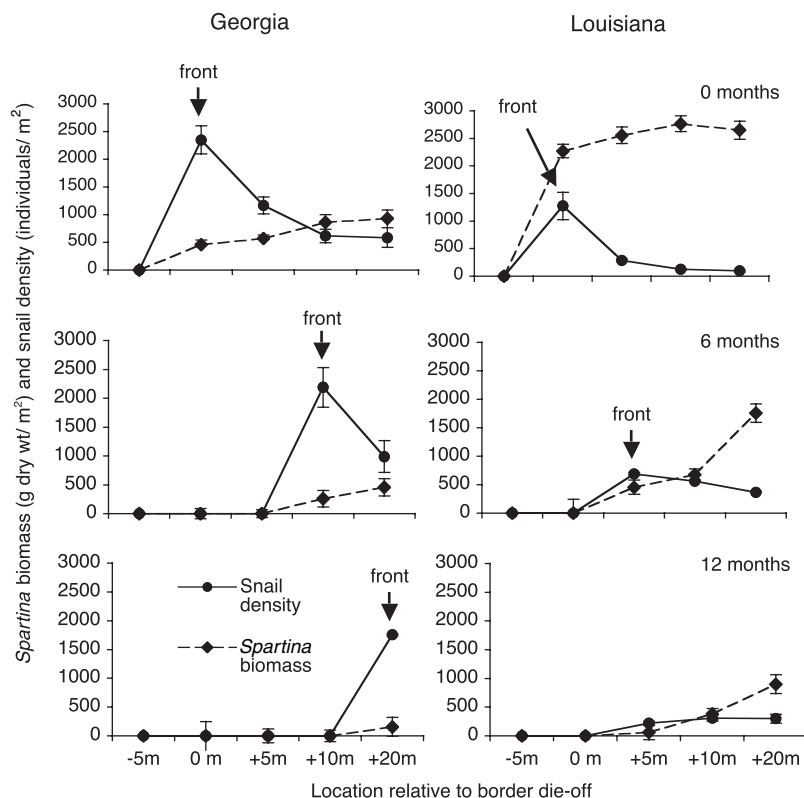 Georgia
Louisiana
front
3000
2500
2000
1500
1000
500
0
0 months
front
3000
2500
2000
1500
1000
500
0
front
3000
2500
2000
1500
1000
500
0
6 months
front
3000
2500
2000
1500
1000
500
0
front
3000
2500
2000
1500
1000
500
0
Snail
density
Spartina
biomass
-5m 0 m +5m +10m +20m
12 months
3000
2500
2000
1500
1000
500
0
-5m 0 m +5m +10m +20m
Spartina biomass (g dry wt/ m²) and snail density (individuals/ m²)
Location relative to border die-off